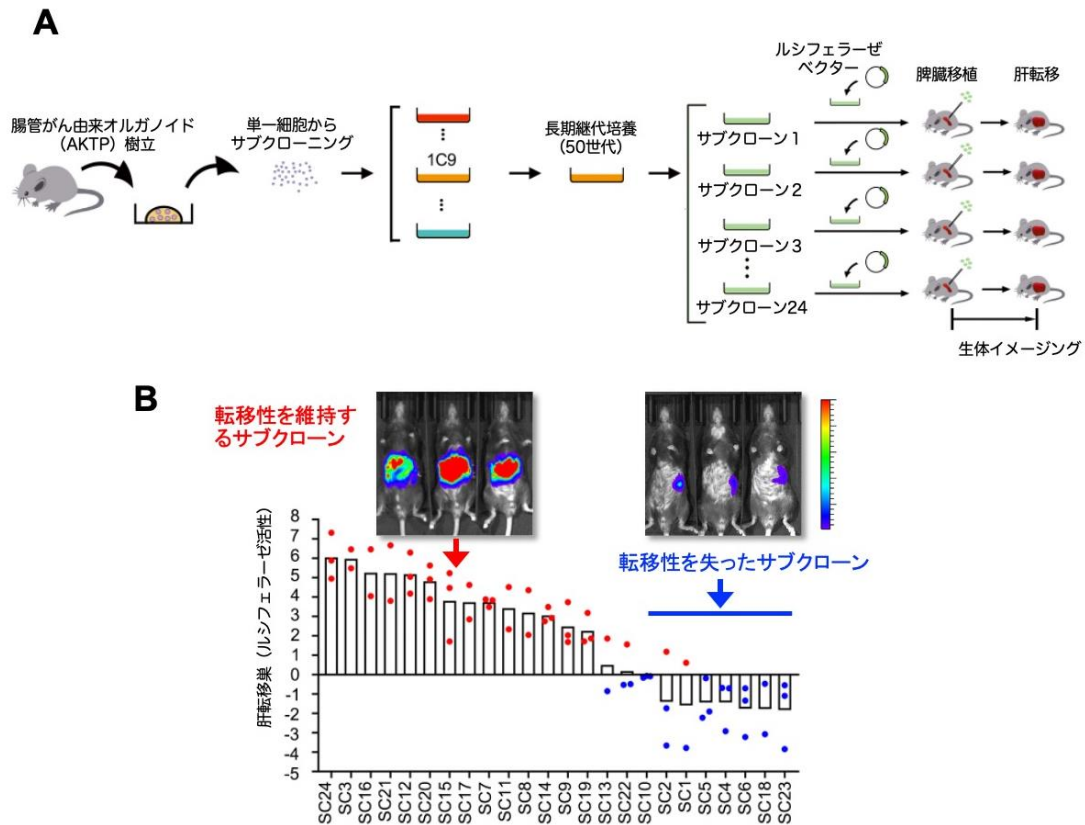 A
腸管がん由来オルガノイド
（AKTP）樹立
単一細胞から
サブクローニング
1C9
長期継代培養
（50世代）
サブクローン1
サブクローン2
サブクローン3
サブクローン24
ルシフェラーぜ
ベクター
脾臓移植
肝転移
生体イメージング
B
転移性を維持す
るサブクローン
転移性を失ったサブクローン
肝転移巣（ルシフェラーゼ活性）
8
7
6
5
4
3
2
1
0
-1
-2
-3
-4
-5
SC24
SC3
SC16
SC21
SC12
SC20
SC15
SC17
SC7
SC11
SC8
SC14
SC9
SC19
SC13
SC22
SC10
SC2
SC1
SC5
SC4
SC6
SC18
SC23